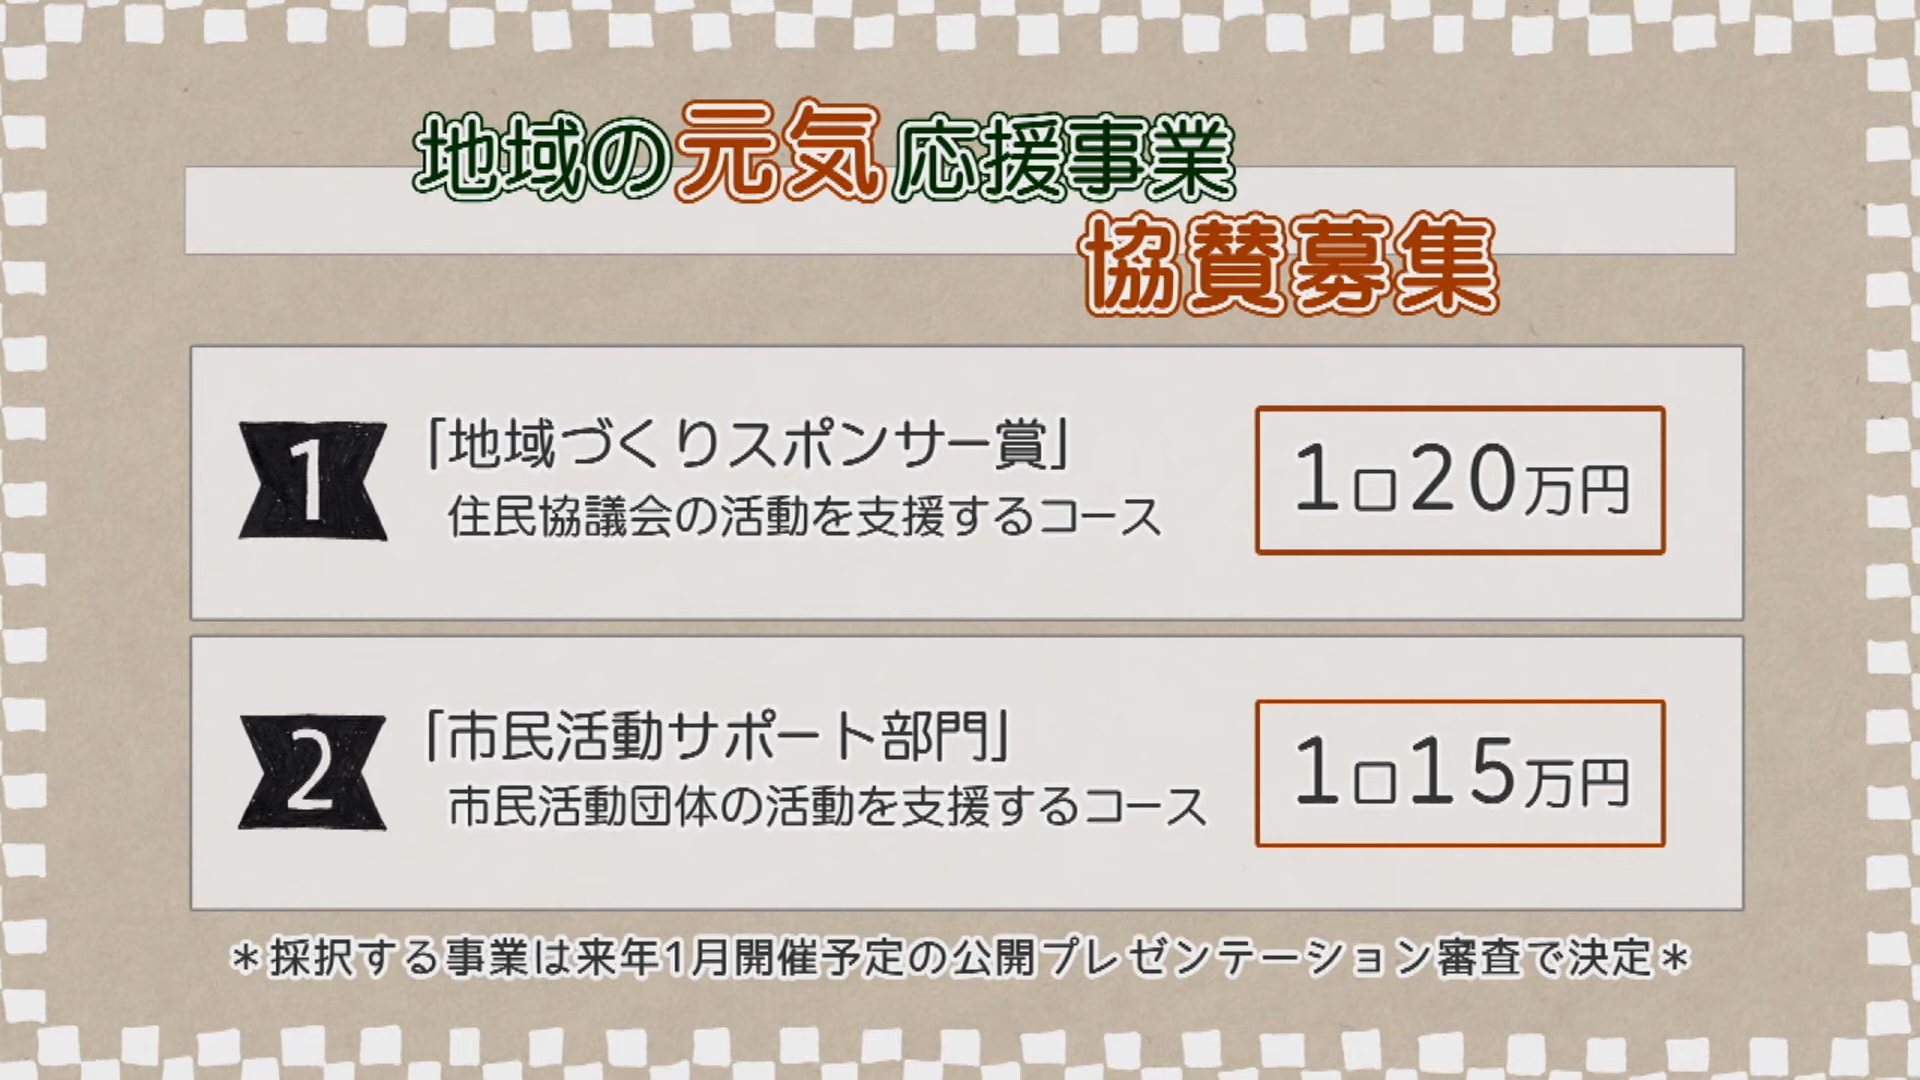 地域の元気応援事業
協賛募集
1
「地域づくりスポンサー賞」
住民協議会の活動を支援するコース
1口20万円
2
「市民活動サポート部門」
市民活動団体の活動を支援するコース
1口15万円
＊採択する事業は来年1月開催予定の公開プレゼンテーション審査で決定＊